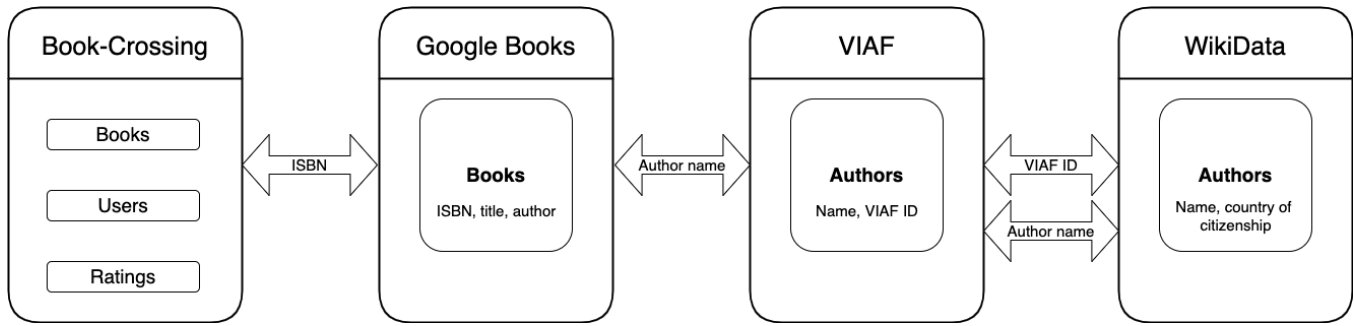 Book-Crossing
Books
Users
Ratings
ISBN
Google Books
Books
ISBN, title, author
Author name
VIAF
Authors
Name, VIAF ID
VIAF ID
Author name
WikiData
Authors
Name, country of
citizenship